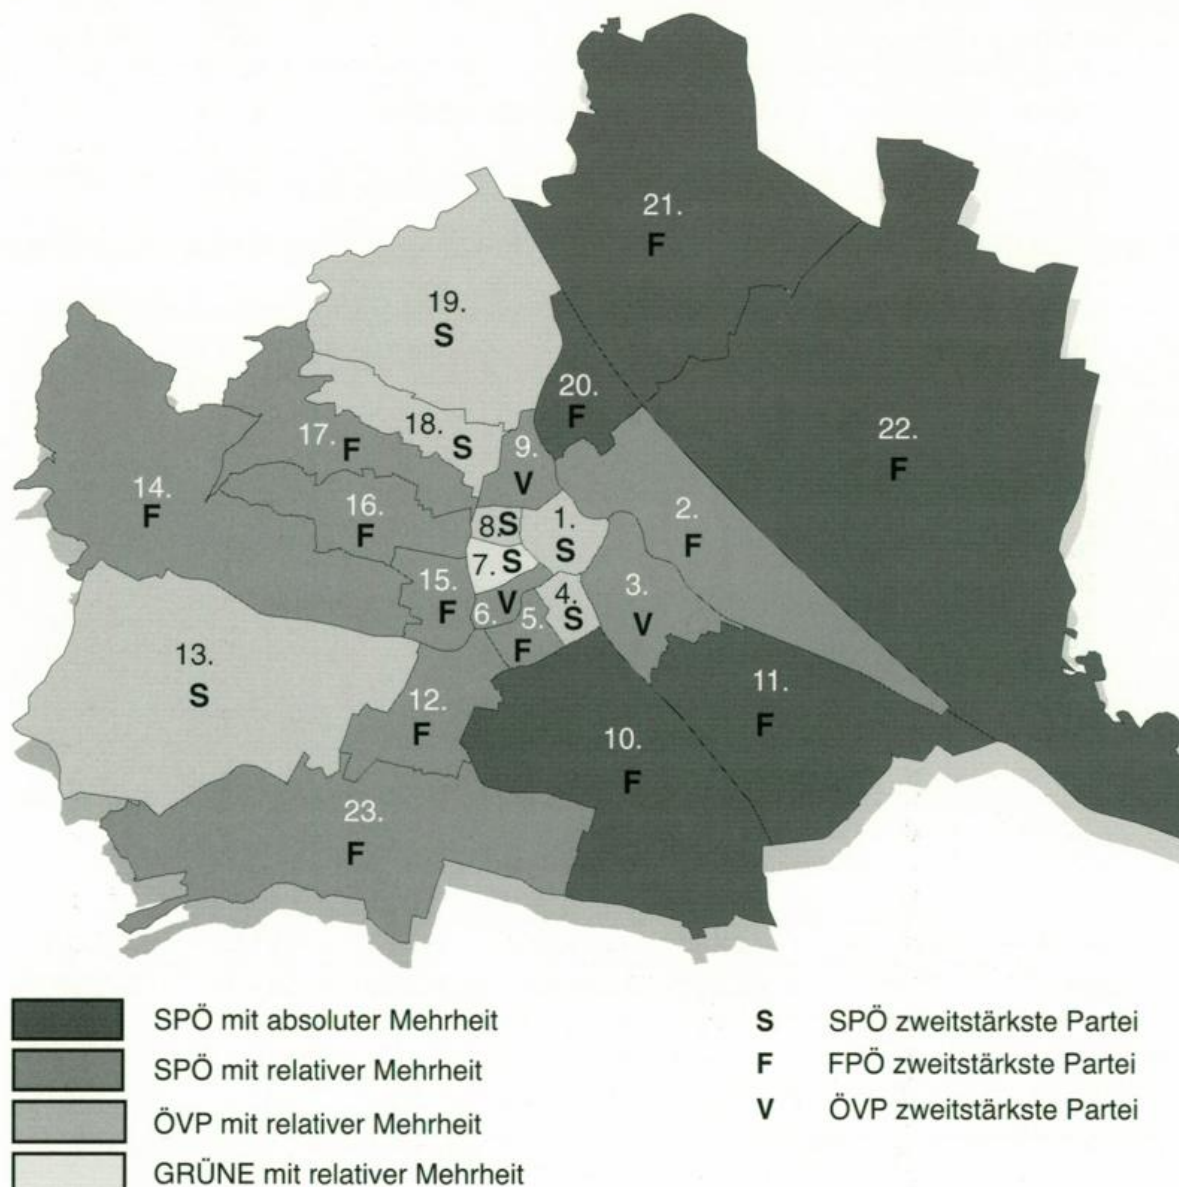 21.
F
19.
S
20.
F
22.
F
18.
S
17. F
9.
V
14.
F
16.
F
8. S
1.
S
2.
F
7. S
15.
F
6. V
5.
F
4.
S
3.
V
13.
S
12.
F
11.
F
10.
F
23.
F
SPÖ mit absoluter Mehrheit
SPÖ mit relativer Mehrheit
ÖVP mit relativer Mehrheit
GRÜNE mit relativer Mehrheit
S SPÖ zweitstärkste Partei
F FPÖ zweitstärkste Partei
V ÖVP zweitstärkste Partei